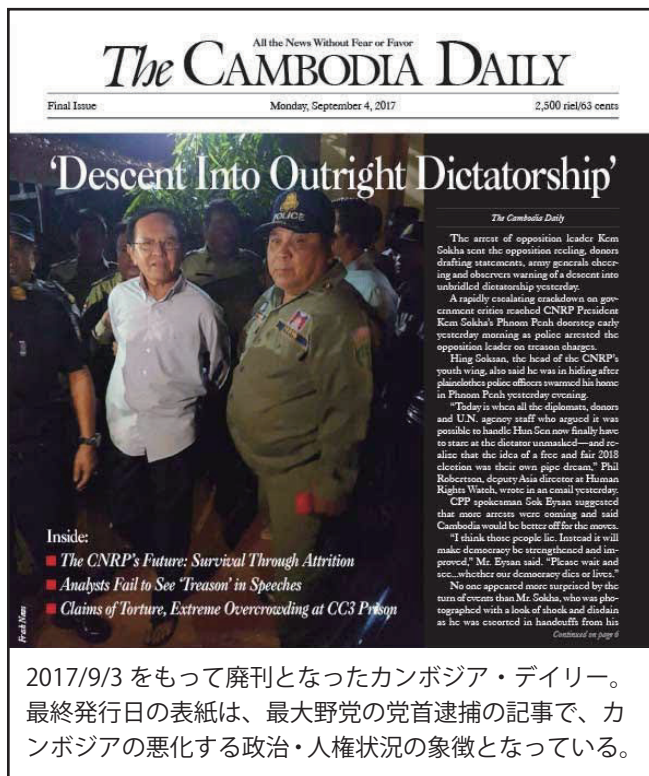 All the News Without Fear or Favor
The CAMBODIA DAILY
Final Issue
Monday, September 4, 2017
2,500 riel/63 cents
‘Descent Into Outright Dictatorship’
The Cambodia Daily
The arrest of opposition leader Kem
Sokha sent the opposition reeling, donors
drafting statements, army generals cheer-
ing and observers warning of a descent into
unbridled dictatorship yesterday.
A rapidly escalating crackdown on gov-
ernment critics reached CNRP President
Kem Sokha’s Phnom Penh doorstep early
yesterday morning as police arrested the
opposition leader on treason charges.
Hing Soksan, the head of the CNRP’s
youth wing, also said he was in hiding after
plainclothes police officers swarmed his home
in Phnom Penh yesterday evening.
“Today is when all the diplomats, donors
and U.N. agency staff who argued it was
possible to handle Hun Sen now finally have
to stare at the dictator unmasked—and re-
alize that the idea of a free and fair 2018
election was their own pipe dream,” Phil
Robertson, deputy Asia director at Human
Rights Watch, wrote in an email yesterday.
CPP spokesman Sok Eysan suggested
that more arrests were coming and said
Cambodia would be better off for the moves.
“I think those people lie. Instead it will
make democracy be strengthened and im-
proved,” Mr. Eysan said. “Please wait and
see...whether our democracy dies or lives.”
No one appeared more surprised by the
turn of events than Mr. Sokha, who was pho-
tographed with a look of shock and disdain
as he was escorted in handcuffs from his
Continued on page 6
POLICE
Inside:
The CNRP’s Future: Survival Through Attrition
Analysts Fail to See ‘Treason’ in Speeches
Claims of Torture, Extreme Overcrowding at CC3 Prison
Fresh News
2017/9/3 をもって廃刊となったカンボジア・デイリー。
最終発行日の表紙は、最大野党の党首逮捕の記事で、カ
ンボジアの悪化する政治・人権状況の象徴となっている。